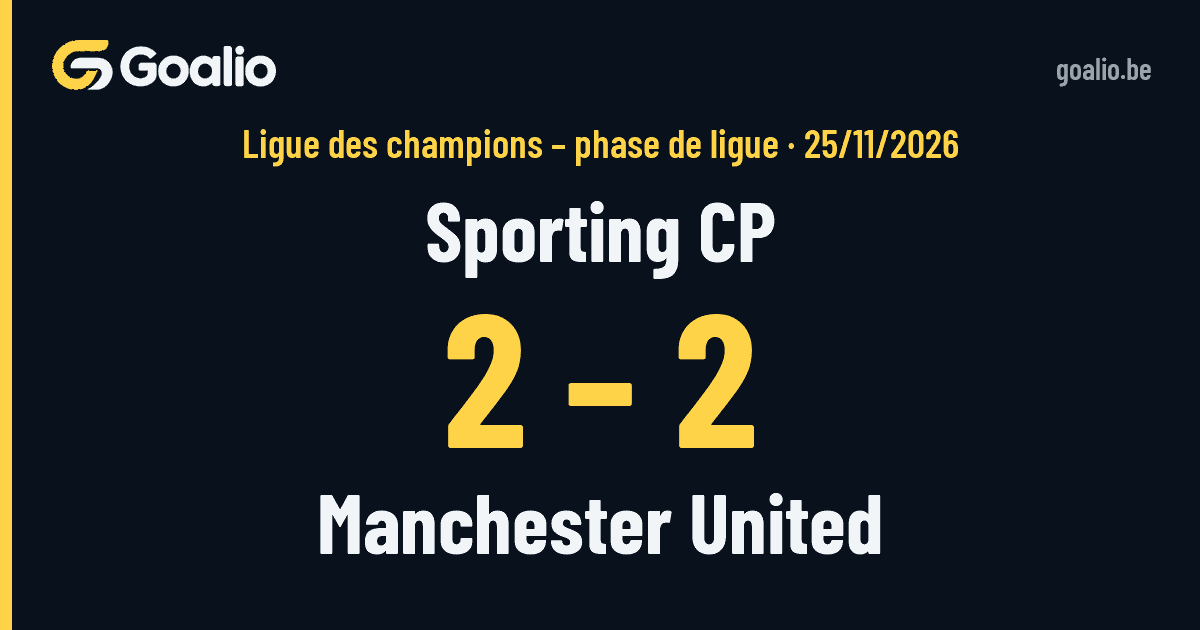 Goalio
goalio.be
Ligue des champions – phase de ligue · 25/11/2026
Sporting CP
2 – 2
Manchester United